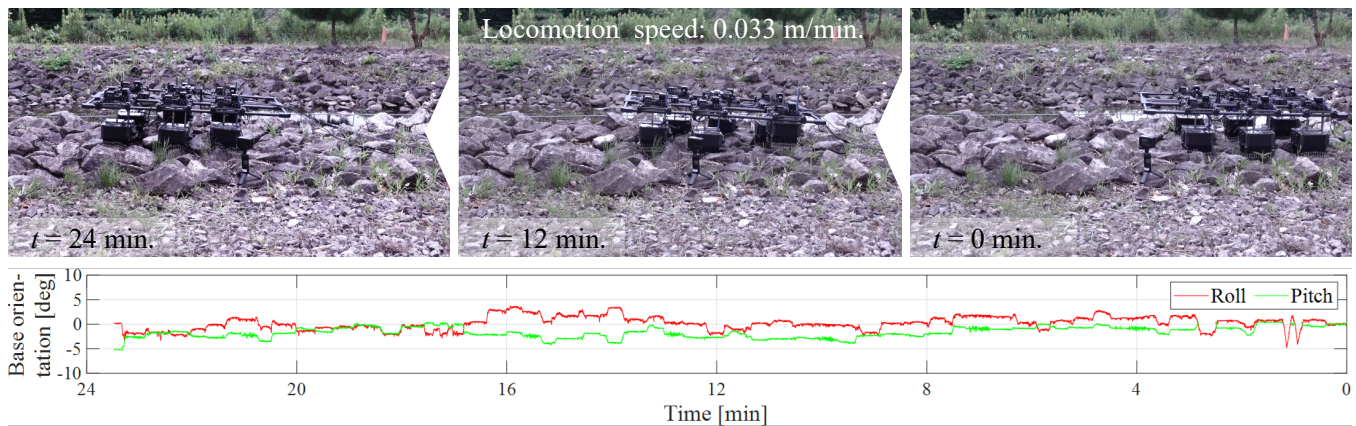 Locomotion speed: 0.033 m/min.
t = 24 min.
t = 12 min.
t = 0 min.
Base orien-
tation [deg]
10
5
0
-5
-10
Roll
Pitch
24
20
16
12
8
4
0
Time [min]